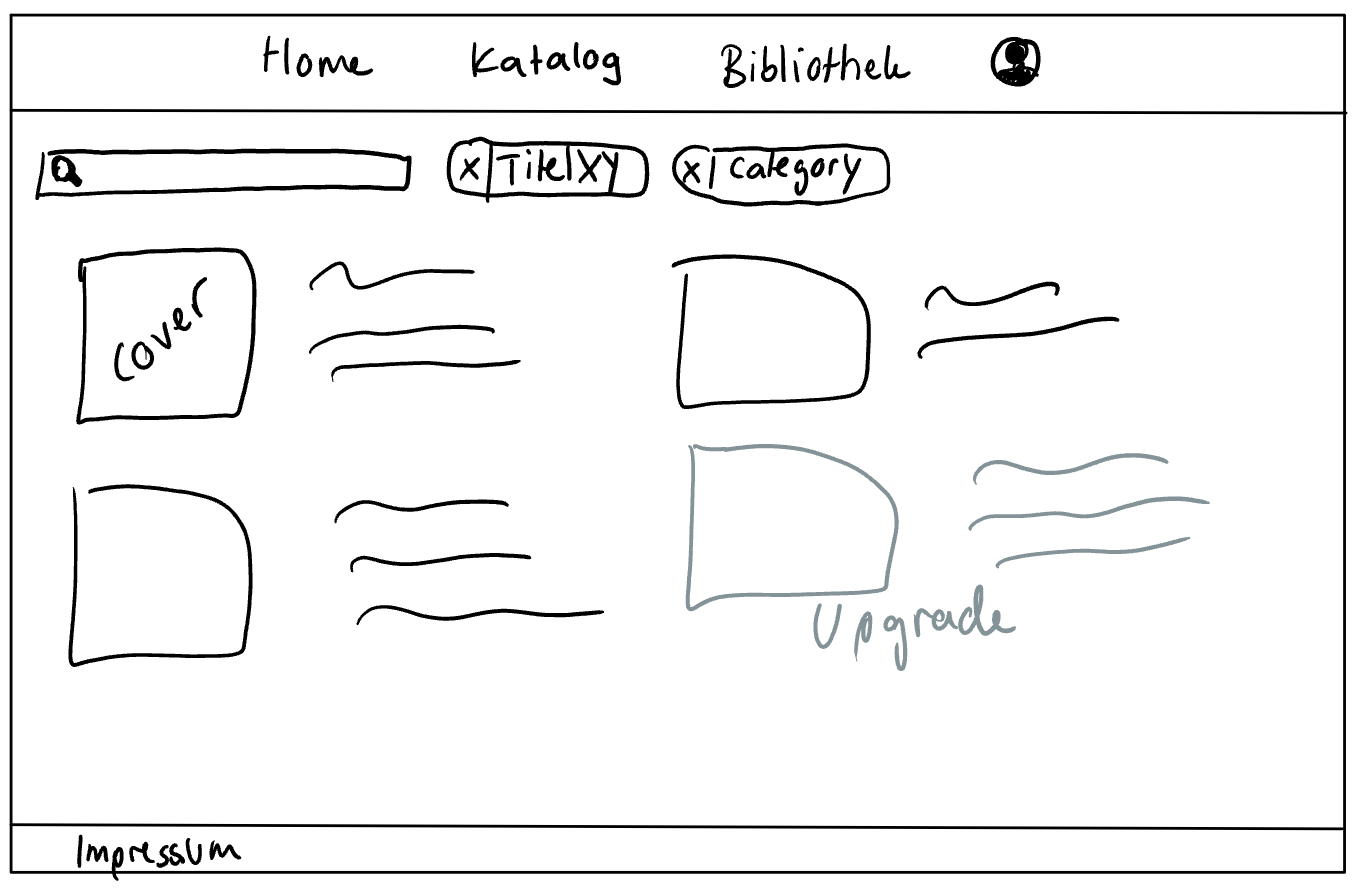 Home Katalog Bibliothek
x Titel XY x Category
Cover
Upgrade
Impressum